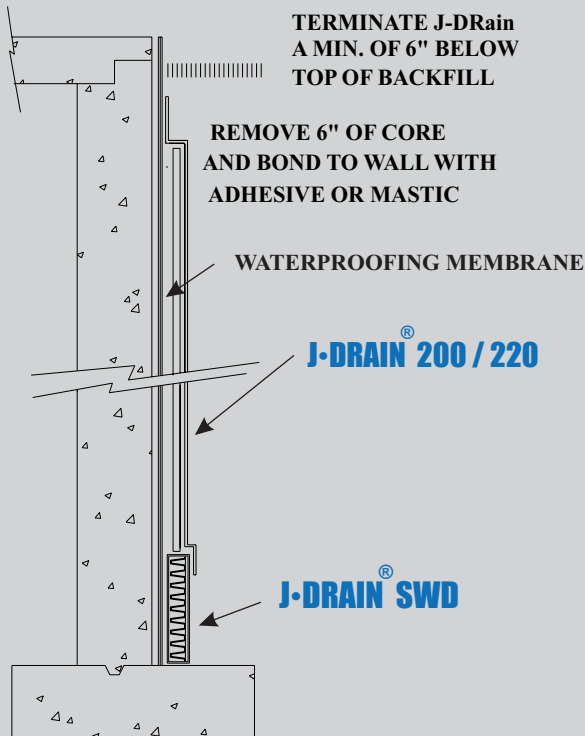 TERMINATE J-DRain
A MIN. OF 6" BELOW
TOP OF BACKFILL
REMOVE 6" OF CORE
AND BOND TO WALL WITH
ADHESIVE OR MASTIC
WATERPROOFING MEMBRANE
J•DRAIN® 200 / 220
J•DRAIN® SWD